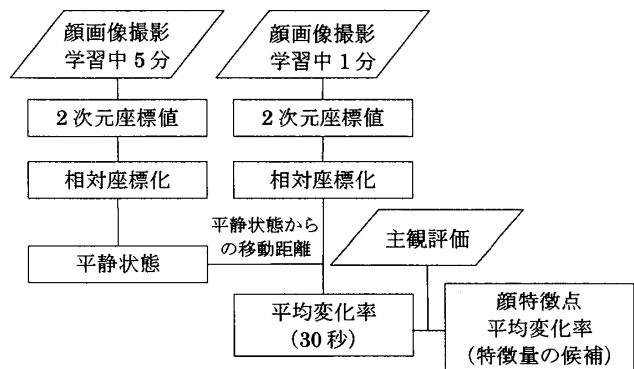 顔画像撮影
学習中 5 分
顔画像撮影
学習中 1 分
2 次元座標値
2 次元座標値
相対座標化
相対座標化
平静状態から
の移動距離
主観評価
平静状態
平均変化率
(30 秒)
顔特徴点
平均変化率
(特徴量の候補)